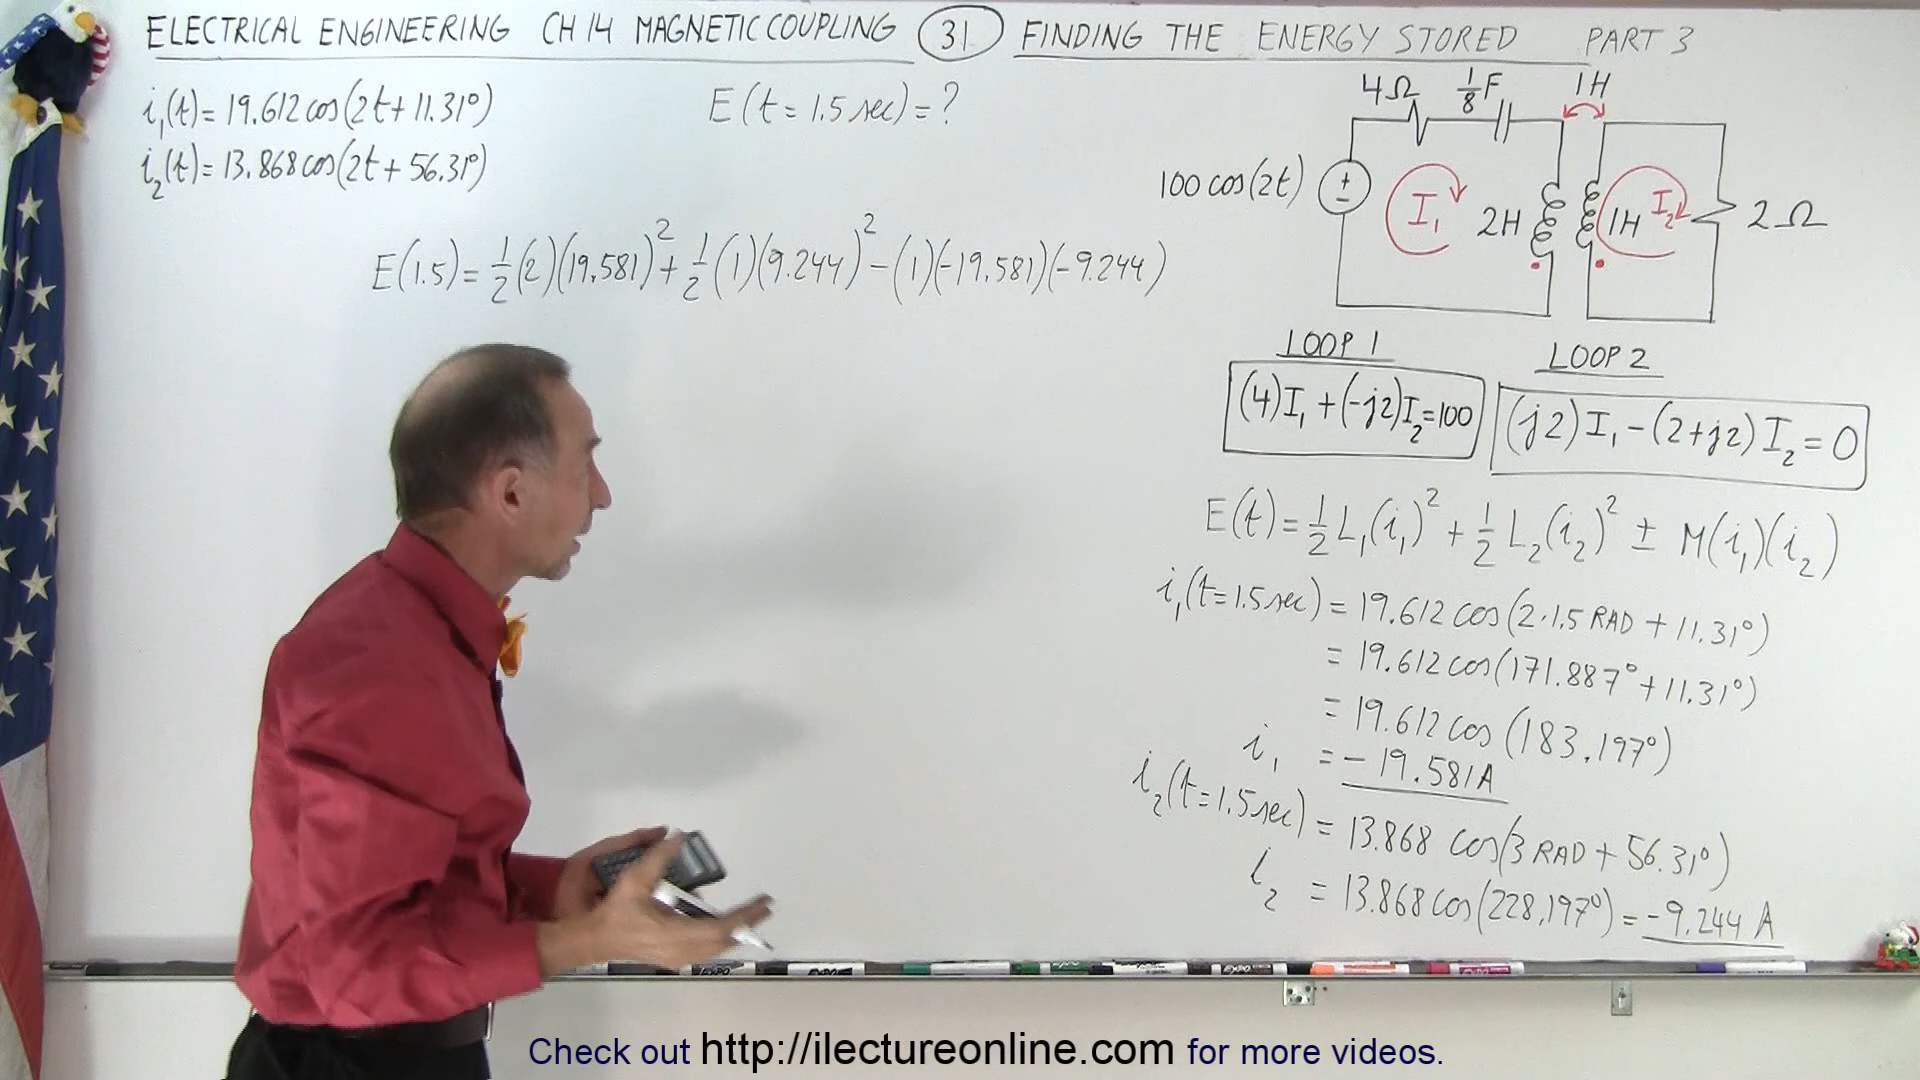 ELECTRICAL ENGINEERING CH 14 MAGNETIC COUPLING 31 FINDING THE ENERGY STORED PART 3
i₁(t) = 19.612 cos(2t + 11.31°)
i₂(t) = 13.868 cos(2t + 56.31°)
E(t = 1.5 sec) = ?
E(1.5) = ½(2)(19.581)² + ½(1)(9.244)² − (1)(−19.581)(−9.244)
4Ω ⅛F 1H
100 cos(2t) + − I₁ 2H 1H I₂ 2Ω
LOOP 1
(4)I₁ + (−j2)I₂ = 100
LOOP 2
(j2)I₁ − (2 + j2)I₂ = 0
E(t) = ½ L₁(i₁)² + ½ L₂(i₂)² ± M(i₁)(i₂)
i₁(t = 1.5 sec) = 19.612 cos(2·1.5 RAD + 11.31°)
= 19.612 cos(171.887° + 11.31°)
= 19.612 cos(183.197°)
i₁ = −19.581 A
i₂(t = 1.5 sec) = 13.868 cos(3 RAD + 56.31°)
i₂ = 13.868 cos(228.197°) = −9.244 A
Check out http://ilectureonline.com for more videos.